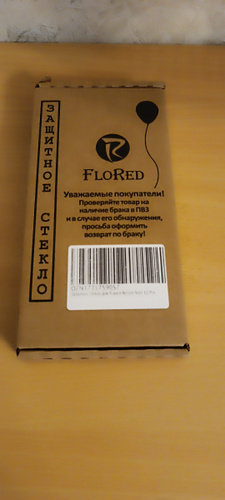 ЗАЩИТНОЕ СТЕКЛО
FLORED
Уважаемые покупатели!
Проверяйте товар на
наличие брака в ПВЗ
и в случае его обнаружения,
просьба оформить
возврат по браку!